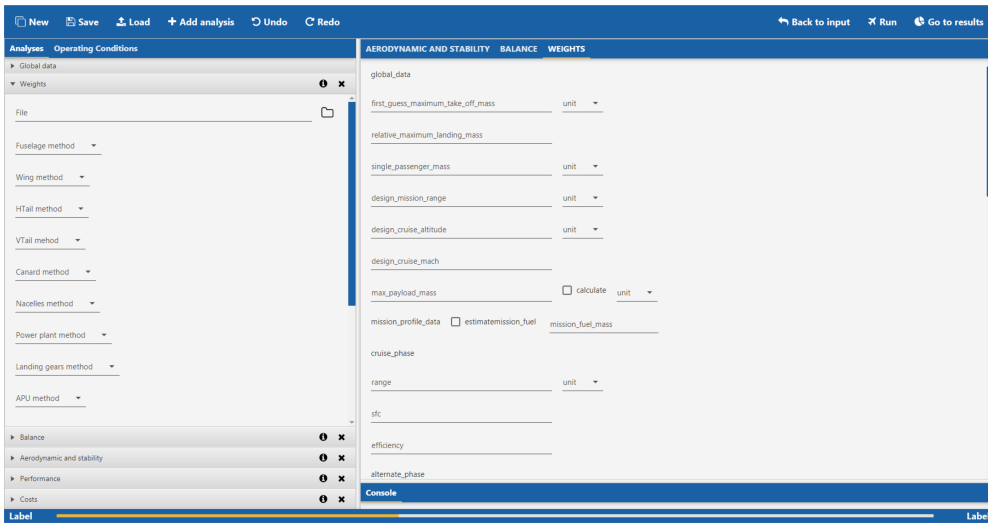 New Save Load Add analysis Undo Redo Back to input Run Go to results
Analyses Operating Conditions
Global data
Weights
File
Fuselage method
Wing method
HTail method
VTail mehod
Canard method
Nacelles method
Power plant method
Landing gears method
APU method
Balance
Aerodynamic and stability
Performance
Costs
AERODYNAMIC AND STABILITY BALANCE WEIGHTS
global_data
first_guess_maximum_take_off_mass unit
relative_maximum_landing_mass
single_passenger_mass unit
design_mission_range unit
design_cruise_altitude unit
design_cruise_mach
max_payload_mass calculate unit
mission_profile_data estimatemission_fuel mission_fuel_mass
cruise_phase
range unit
sfc
efficiency
alternate_phase
Console
Label Label